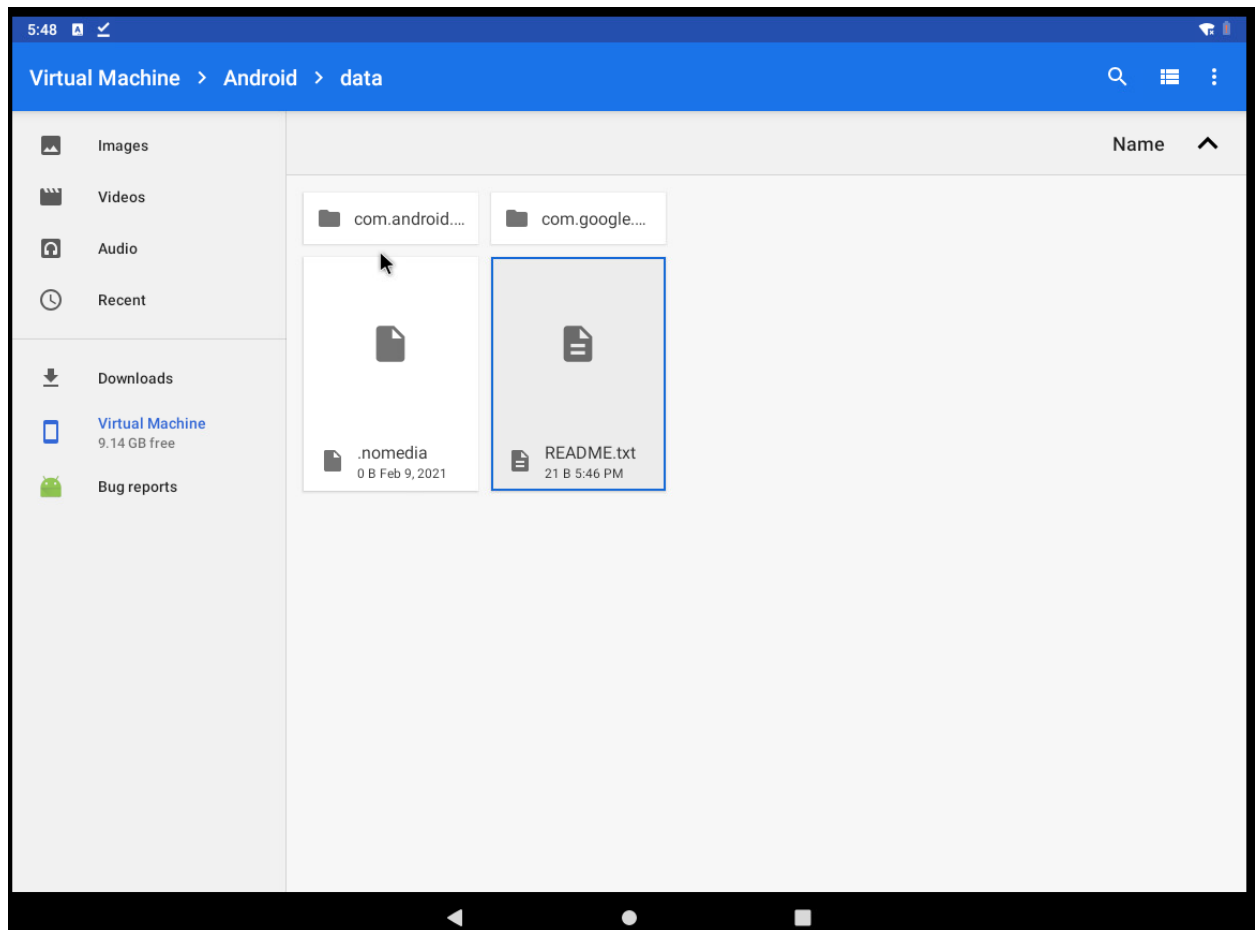 5:48
Virtual Machine > Android > data
Images
Name
Videos
com.android....
com.google....
Audio
Recent
Downloads
Virtual Machine
9.14 GB free
.nomedia
0 B Feb 9, 2021
README.txt
21 B 5:46 PM
Bug reports